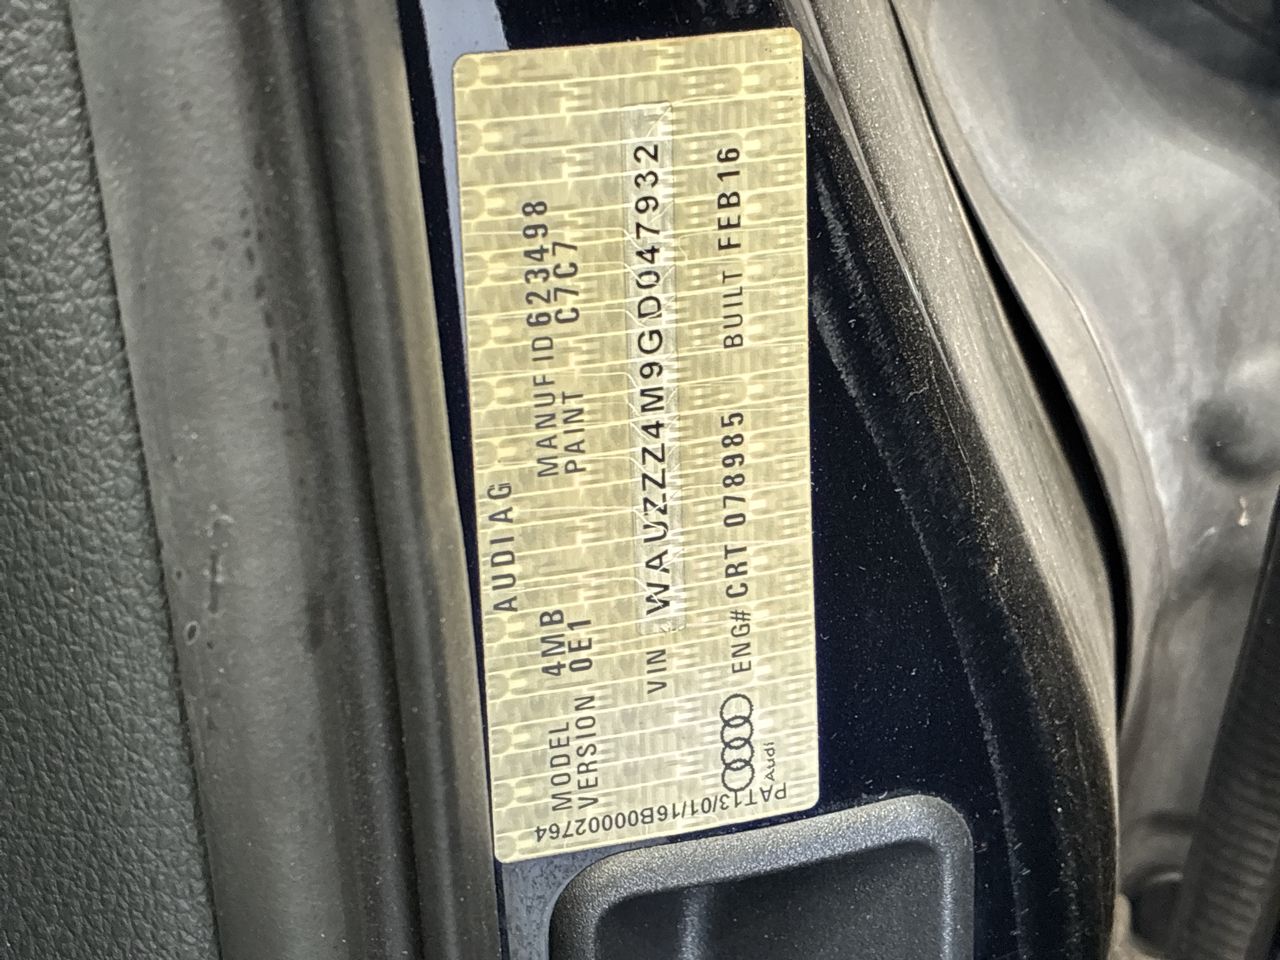 AUDI AG
MODEL 4MB MANUF ID 623498
VERSION 0E1 PAINT C7C7
VIN WAUZZZ4M9GD047932
ENG# CRT 078985 BUILT FEB16
Audi
PAT13/01/16B00002764